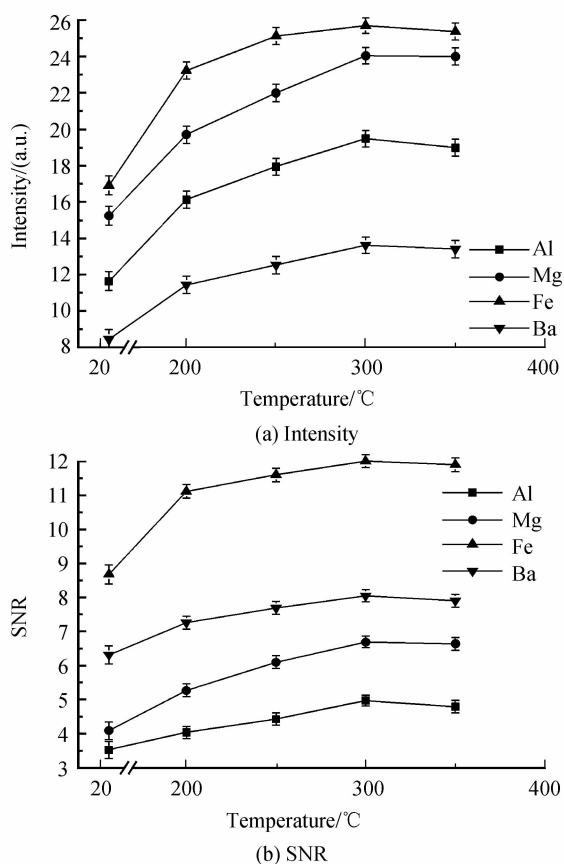 26
24
22
20
18
16
14
12
10
8
Intensity/(a.u.)
Al
Mg
Fe
Ba
20 200 300 400
Temperature/℃
(a) Intensity
12
11
10
9
8
7
6
5
4
3
SNR
Al
Mg
Fe
Ba
20 200 300 400
Temperature/℃
(b) SNR